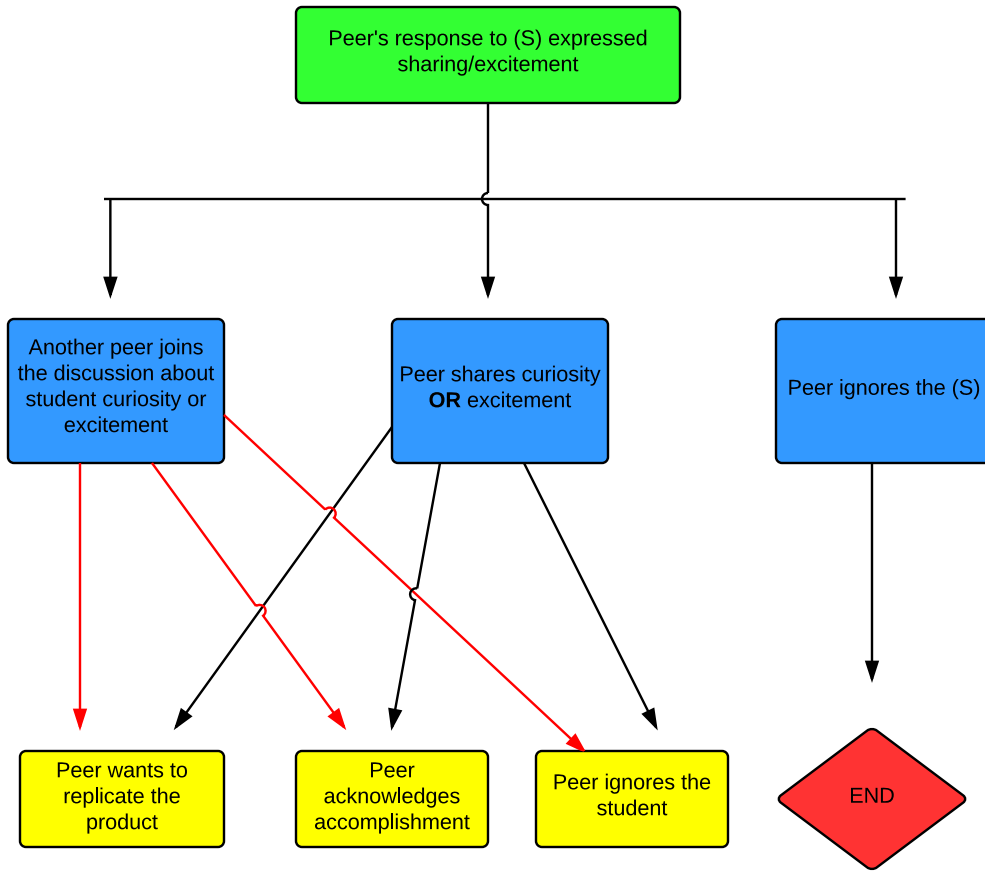 Peer's response to (S) expressed
sharing/excitement
Another peer joins
the discussion about
student curiosity or
excitement
Peer shares curiosity
OR excitement
Peer ignores the (S)
Peer wants to
replicate the
product
Peer
acknowledges
accomplishment
Peer ignores the
student
END